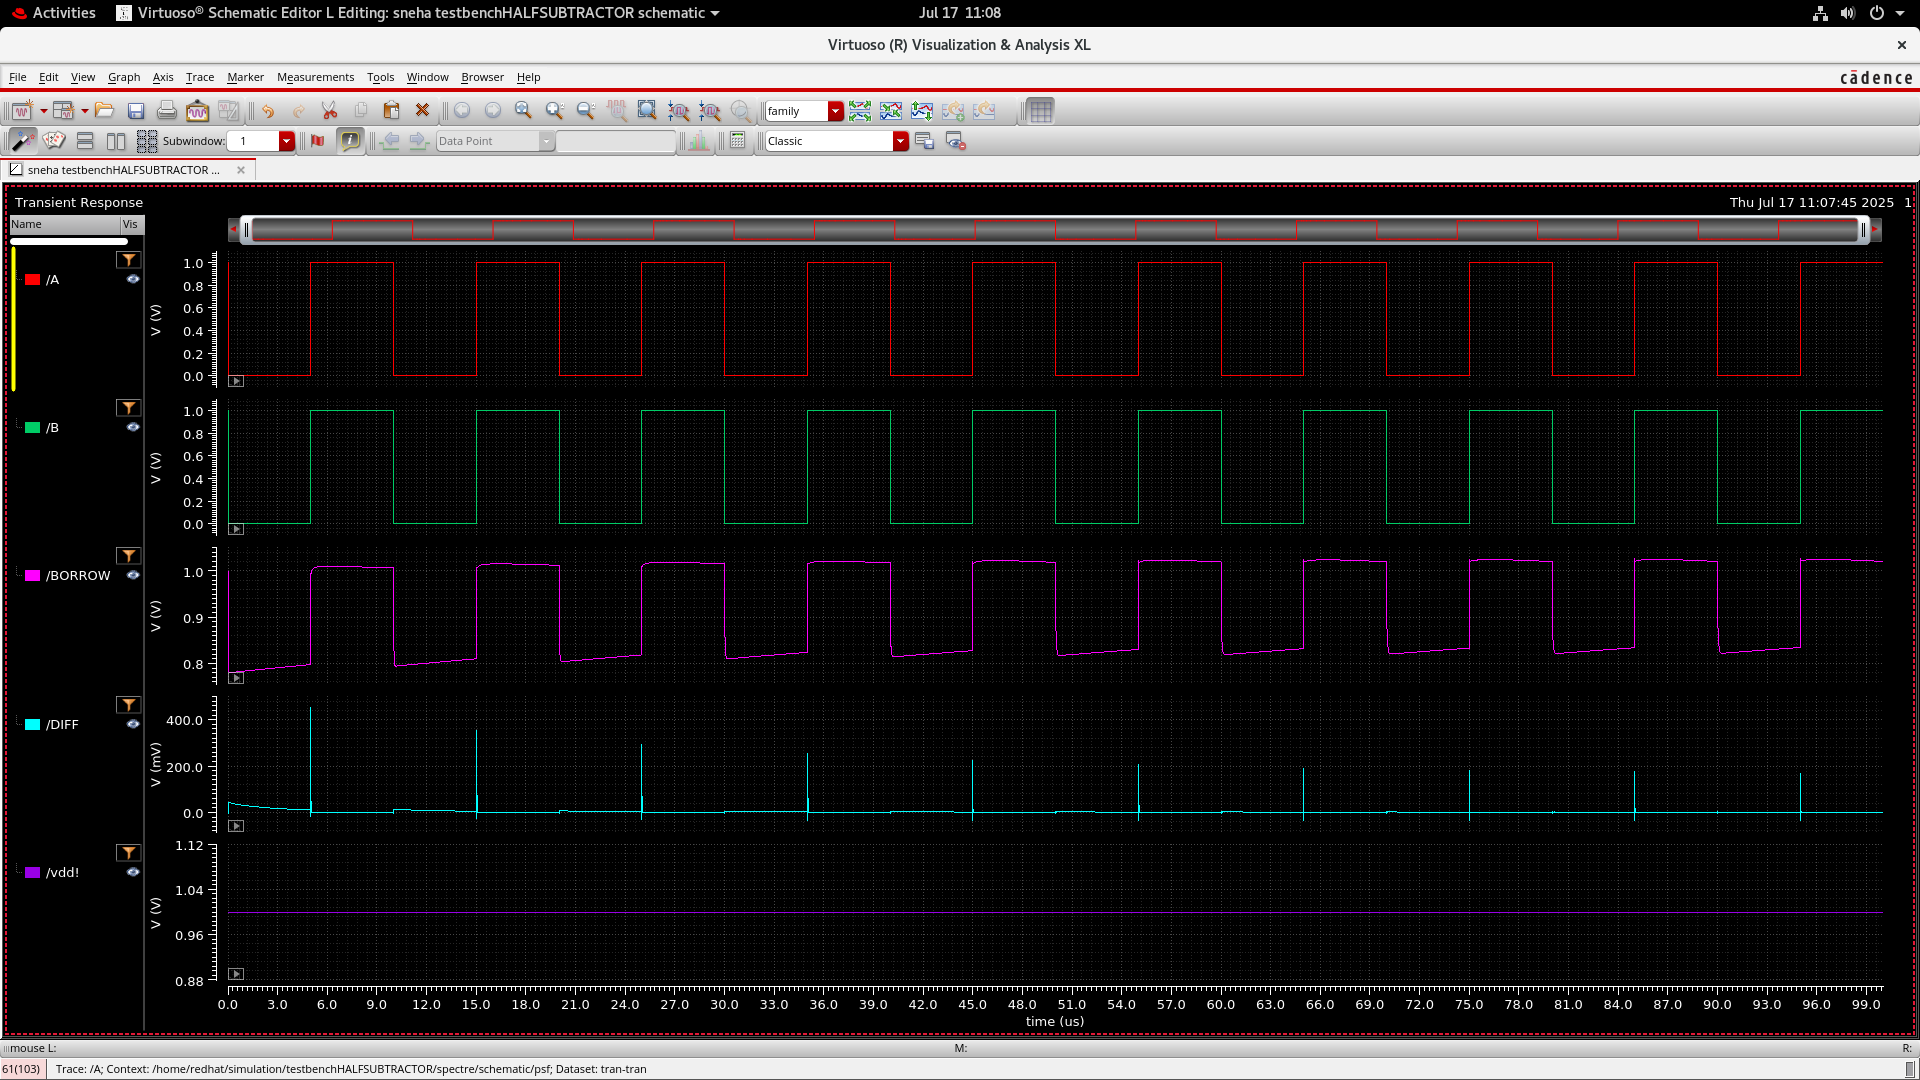 Activities
Virtuoso® Schematic Editor L Editing: sneha testbenchHALFSUBTRACTOR schematic
Jul 17 11:08
Virtuoso (R) Visualization & Analysis XL
File Edit View Graph Axis Trace Marker Measurements Tools Window Browser Help
cādence
family
Subwindow: 1
Data Point
Classic
sneha testbenchHALFSUBTRACTOR ...
Transient Response
Thu Jul 17 11:07:45 2025 1
Name Vis
/A
V (V)
1.0
0.8
0.6
0.4
0.2
0.0
/B
V (V)
1.0
0.8
0.6
0.4
0.2
0.0
/BORROW
V (V)
1.0
0.9
0.8
/DIFF
V (mV)
400.0
200.0
0.0
/vdd!
V (V)
1.12
1.04
0.96
0.88
0.0 3.0 6.0 9.0 12.0 15.0 18.0 21.0 24.0 27.0 30.0 33.0 36.0 39.0 42.0 45.0 48.0 51.0 54.0 57.0 60.0 63.0 66.0 69.0 72.0 75.0 78.0 81.0 84.0 87.0 90.0 93.0 96.0 99.0
time (us)
mouse L: M: R:
61(103) Trace: /A; Context: /home/redhat/simulation/testbenchHALFSUBTRACTOR/spectre/schematic/psf; Dataset: tran-tran